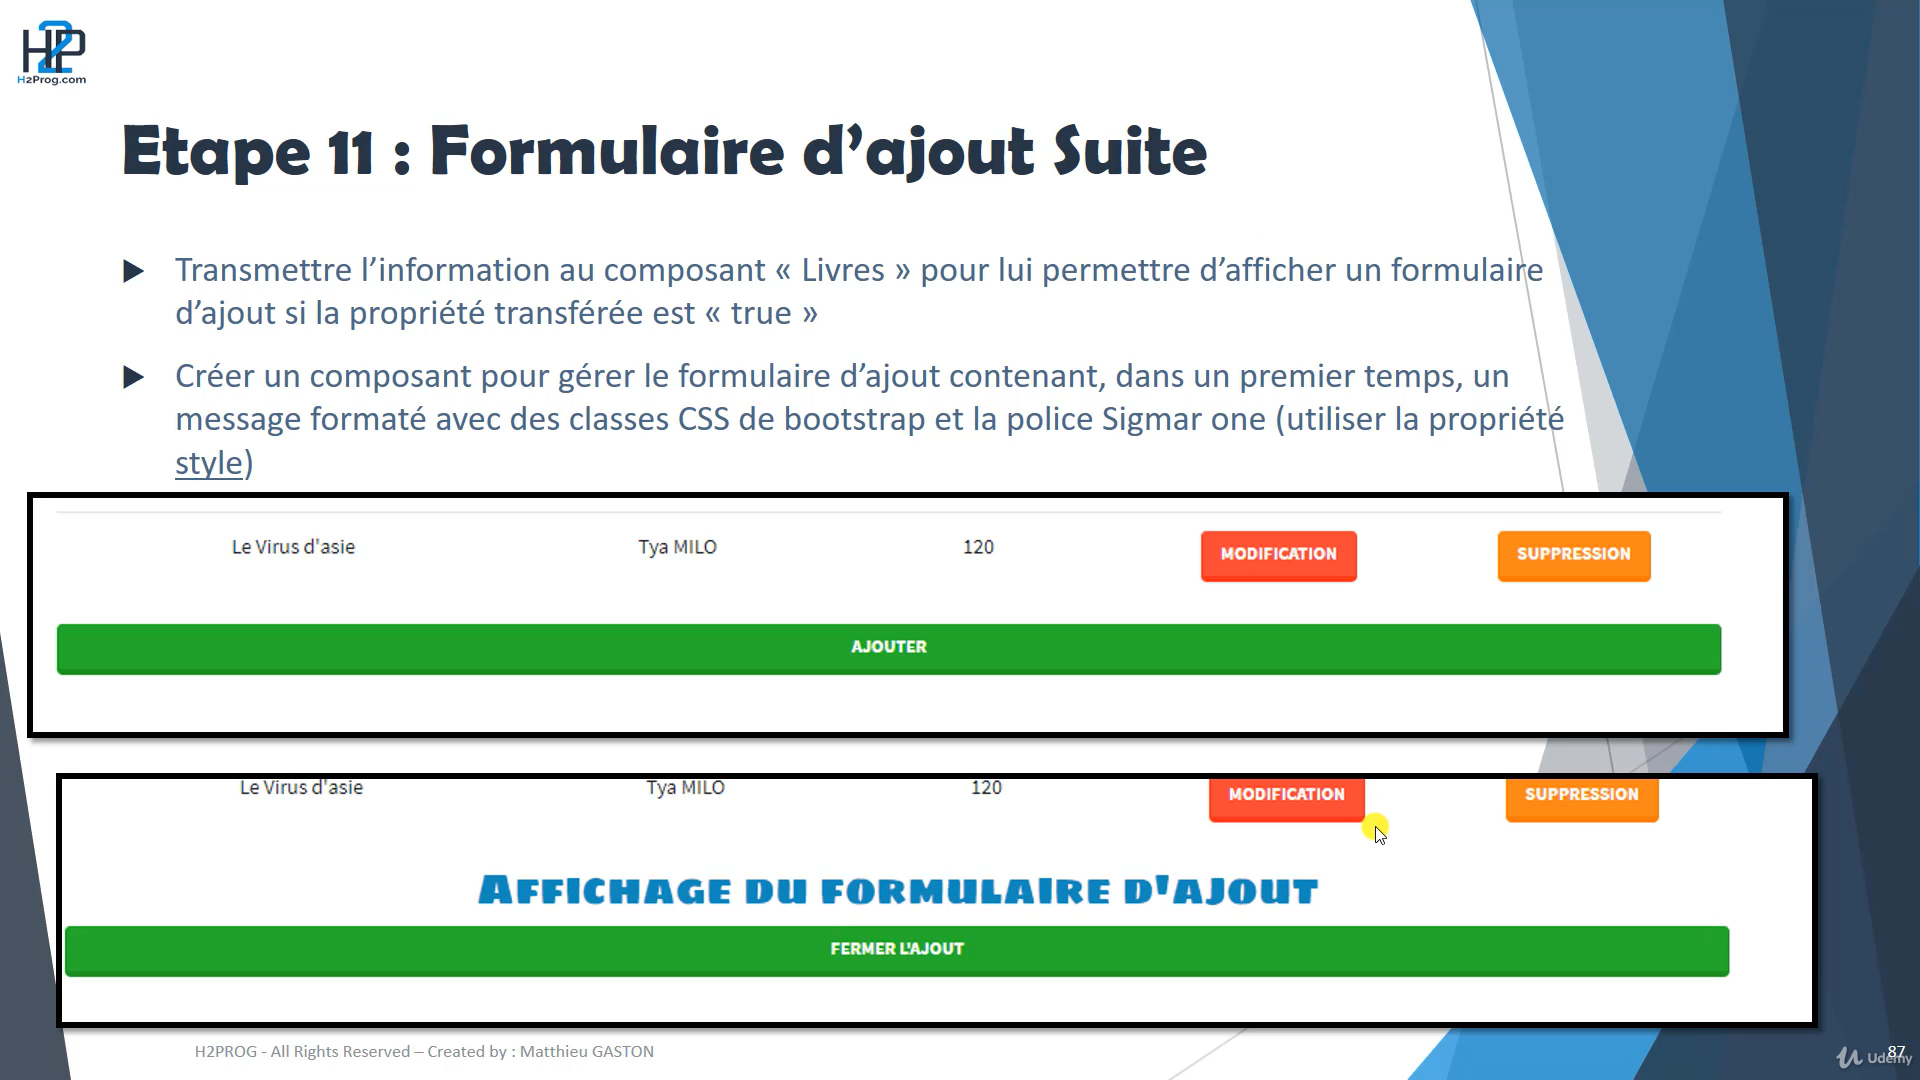 H2P
H2Prog.com
Etape 11 : Formulaire d’ajout Suite
Transmettre l’information au composant « Livres » pour lui permettre d’afficher un formulaire
d’ajout si la propriété transférée est « true »
Créer un composant pour gérer le formulaire d’ajout contenant, dans un premier temps, un
message formaté avec des classes CSS de bootstrap et la police Sigmar one (utiliser la propriété
style)
Le Virus d'asie Tya MILO 120 MODIFICATION SUPPRESSION
AJOUTER
Le Virus d'asie Tya MILO 120 MODIFICATION SUPPRESSION
Affichage du formulaire d'ajout
FERMER L'AJOUT
H2PROG - All Rights Reserved – Created by : Matthieu GASTON
87
Udemy